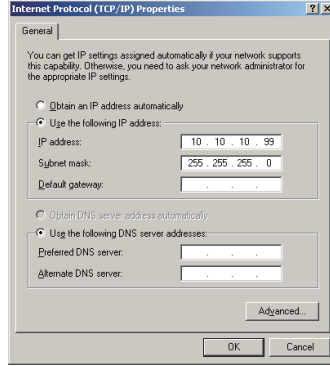 Internet Protocol (TCP/IP) Properties
General
You can get IP settings assigned automatically if your network supports
this capability. Otherwise, you need to ask your network administrator for
the appropriate IP settings.
Obtain an IP address automatically
Use the following IP address:
IP address: 10 . 10 . 10 . 99
Subnet mask: 255 . 255 . 255 . 0
Default gateway: . . .
Obtain DNS server address automatically
Use the following DNS server addresses:
Preferred DNS server: . . .
Alternate DNS server: . . .
Advanced...
OK Cancel